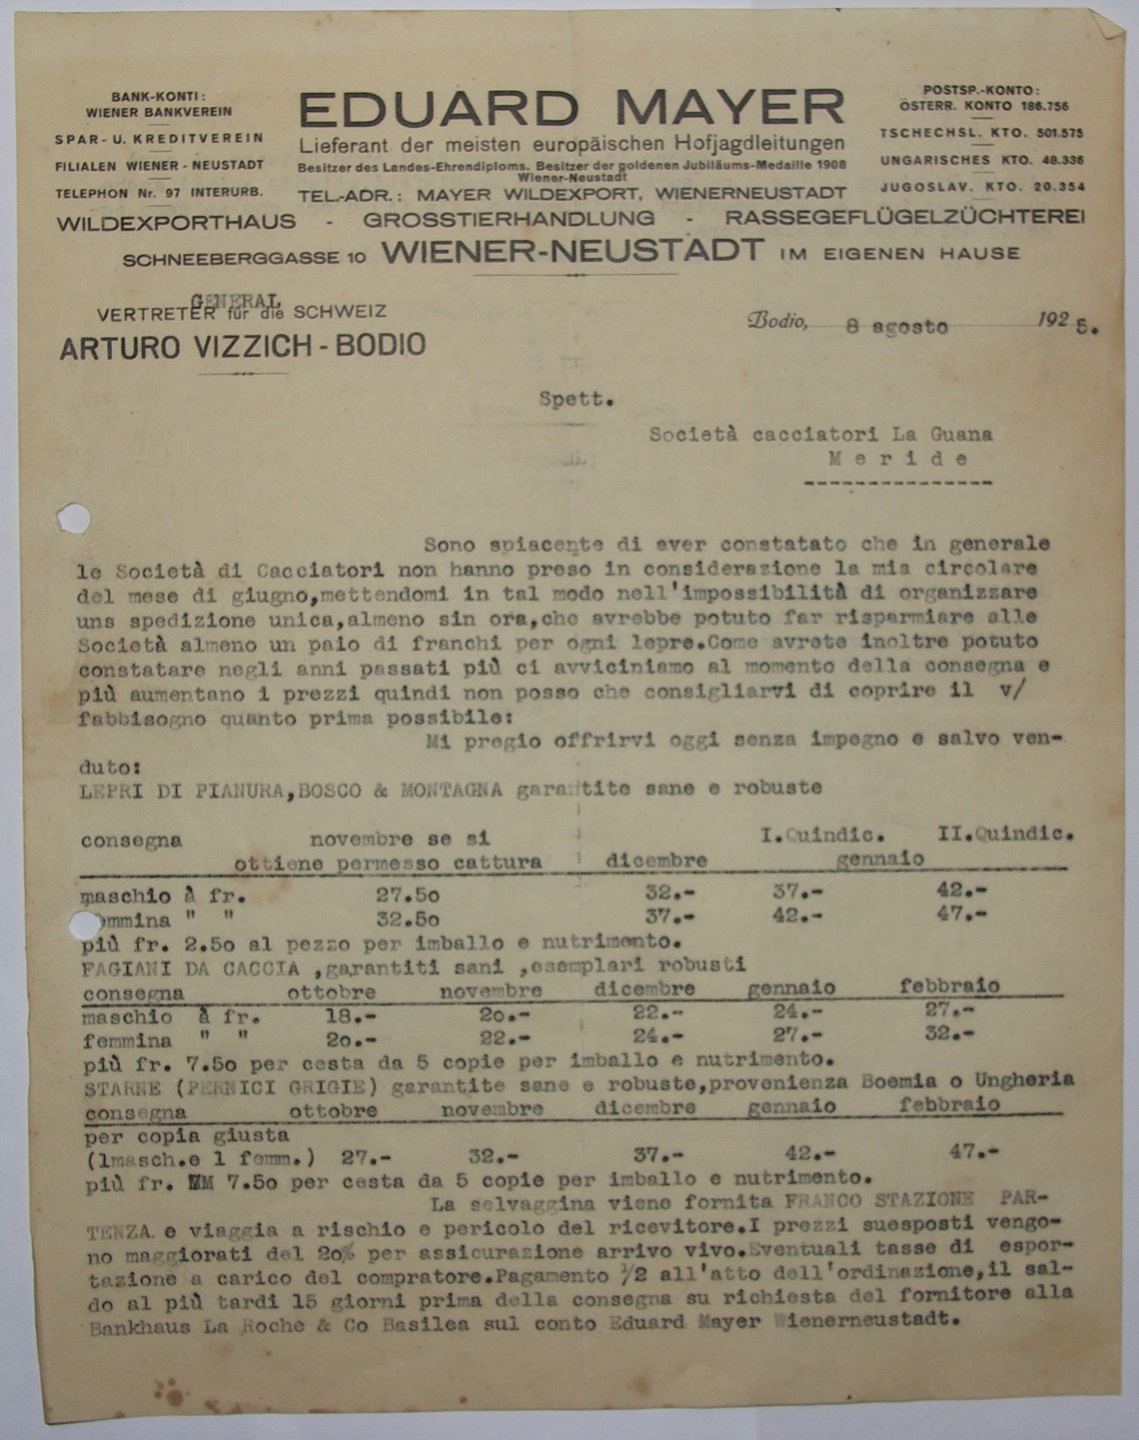 BANK-KONTI:
WIENER BANKVEREIN
SPAR- U. KREDITVEREIN
FILIALEN WIENER-NEUSTADT
TELEPHON Nr. 97 INTERURB.
EDUARD MAYER
Lieferant der meisten europäischen Hofjagdleitungen
Besitzer des Landes-Ehrendiploms. Besitzer der goldenen Jubiläums-Medaille 1908
Wiener-Neustadt
TEL.-ADR.: MAYER WILDEXPORT, WIENERNEUSTADT
POSTSP.-KONTO:
ÖSTERR. KONTO 186.756
TSCHECHSL. KTO. 501.575
UNGARISCHES KTO. 48.336
JUGOSLAV. KTO. 20.354
WILDEXPORTHAUS - GROSSTIERHANDLUNG - RASSEGEFLÜGELZÜCHTEREI
SCHNEEBERGGASSE 10 WIENER-NEUSTADT IM EIGENEN HAUSE
GENERAL
VERTRETER für die SCHWEIZ
ARTURO VIZZICH - BODIO
Bodio, 8 agosto 1925.
Spett.
Società cacciatori La Guana
Meride
Sono spiacente di aver constatato che in generale
le Società di Cacciatori non hanno preso in considerazione la mia circolare
del mese di giugno,mettendomi in tal modo nell'impossibilità di organizzare
una spedizione unica,almeno sin ora,che avrebbe potuto far risparmiare alle
Società almeno un paio di franchi per ogni lepre.Come avrete inoltre potuto
constatare negli anni passati più ci avviciniamo al momento della consegna e
più aumentano i prezzi quindi non posso che consigliarvi di coprire il v/
fabbisogno quanto prima possibile:
Mi pregio offrirvi oggi senza impegno e salvo ven-
duto:
LEPRI DI PIANURA,BOSCO & MONTAGNA garantite sane e robuste
consegna novembre se si I.Quindic. II.Quindic.
ottiene permesso cattura dicembre gennaio
maschio à fr. 27.50 32.- 37.- 42.-
femmina " " 32.50 37.- 42.- 47.-
più fr. 2.50 al pezzo per imballo e nutrimento.
FAGIANI DA CACCIA ,garantiti sani ,esemplari robusti
consegna ottobre novembre dicembre gennaio febbraio
maschio à fr. 18.- 20.- 22.- 24.- 27.-
femmina " " 20.- 22.- 24.- 27.- 32.-
più fr. 7.50 per cesta da 5 copie per imballo e nutrimento.
STARNE (PERNICI GRIGIE) garantite sane e robuste,provenienza Boemia o Ungheria
consegna ottobre novembre dicembre gennaio febbraio
per copia giusta
(1masch.e 1 femm.) 27.- 32.- 37.- 42.- 47.-
più fr. 7.50 per cesta da 5 copie per imballo e nutrimento.
La selvaggina viene fornita FRANCO STAZIONE PAR-
TENZA e viaggia a rischio e pericolo del ricevitore.I prezzi suesposti vengo-
no maggiorati del 20% per assicurazione arrivo vivo.Eventuali tasse di espor-
tazione a carico del compratore.Pagamento ½ all'atto dell'ordinazione,il sal-
do al più tardi 15 giorni prima della consegna su richiesta del fornitore alla
Bankhaus La Roche & Co Basilea sul conto Eduard Mayer Wienerneustadt.